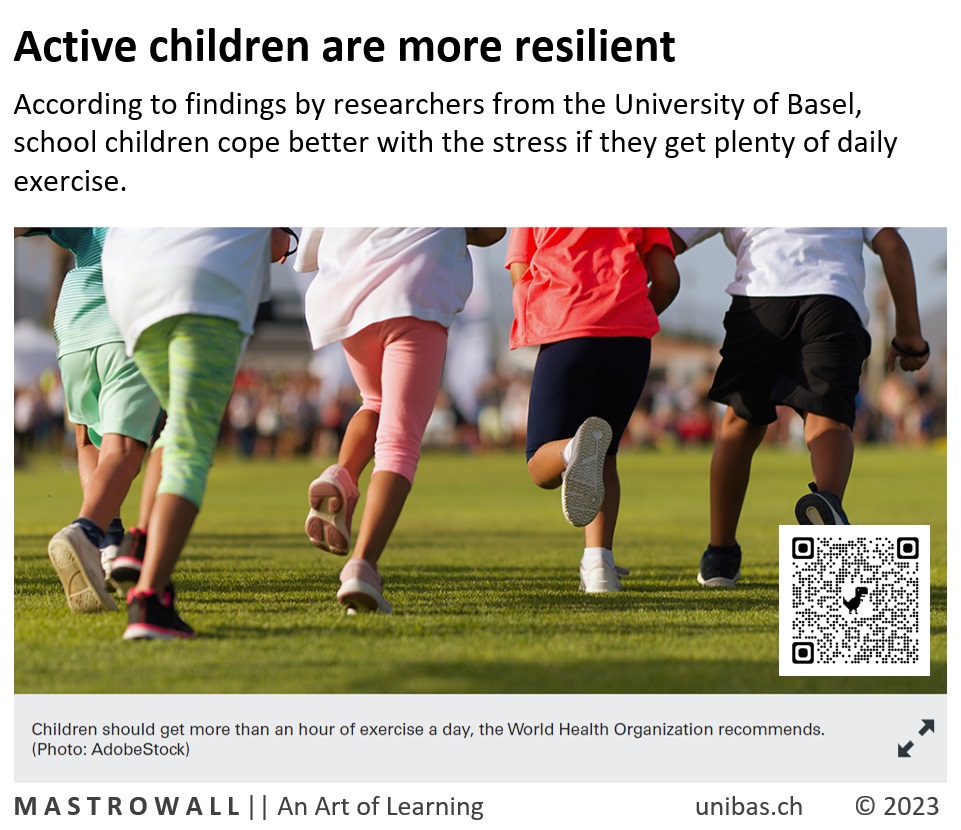 Active children are more resilient
According to findings by researchers from the University of Basel,
school children cope better with the stress if they get plenty of daily
exercise.
Children should get more than an hour of exercise a day, the World Health Organization recommends.
(Photo: AdobeStock)
MASTROWALL || An Art of Learning unibas.ch © 2023